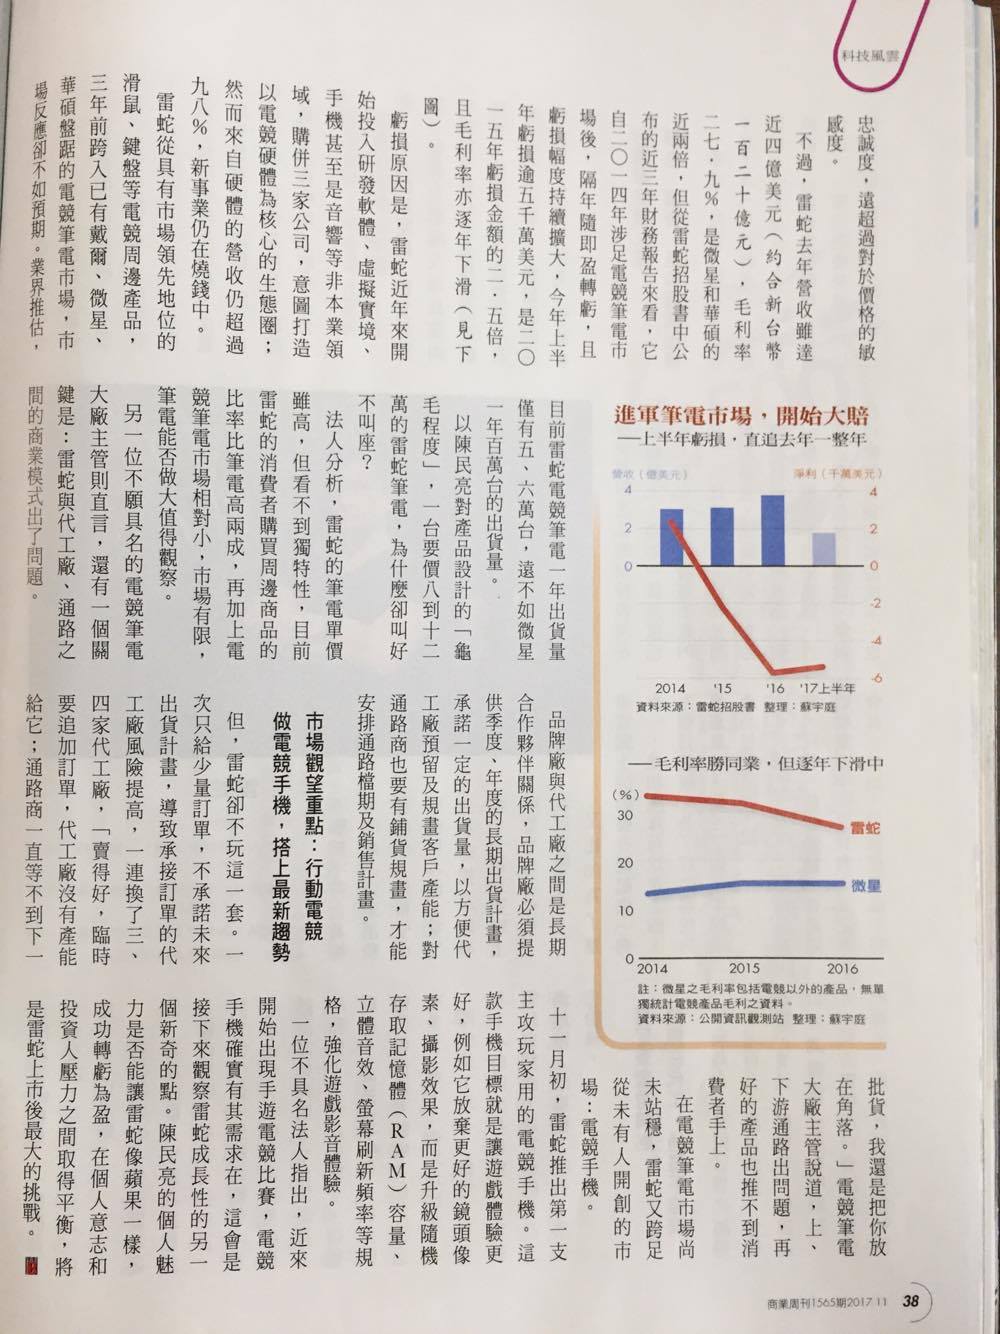 科技風雲
忠誠度，遠超過對於價格的敏
感度。
不過，雷蛇去年營收雖達
近四億美元（約合新台幣
一百二十億元），毛利率
二七．九％，是微星和華碩的
近兩倍，但從雷蛇招股書中公
布的近三年財務報告來看，它
自二〇一四年涉足電競筆電市
場後，隔年隨即盈轉虧，且
虧損幅度持續擴大，今年上半
年虧損逾五千萬美元，是二〇
一五年虧損金額的二．五倍，
且毛利率亦逐年下滑（見下
圖）。
虧損原因是，雷蛇近年來開
始投入研發軟體、虛擬實境、
手機甚至是音響等非本業領
域，購併三家公司，意圖打造
以電競硬體為核心的生態圈；
然而來自硬體的營收仍超過
九八％，新事業仍在燒錢中。
雷蛇從具有市場領先地位的
滑鼠、鍵盤等電競周邊產品，
三年前跨入已有戴爾、微星、
華碩盤踞的電競筆電市場，市
場反應卻不如預期。業界推估，
目前雷蛇電競筆電一年出貨量
僅有五、六萬台，遠不如微星
一年百萬台的出貨量。
以陳民亮對產品設計的「龜
毛程度」，一台要價八到十二
萬的雷蛇筆電，為什麼卻叫好
不叫座？
法人分析，雷蛇的筆電單價
雖高，但看不到獨特性，目前
雷蛇的消費者購買周邊商品的
比率比筆電高兩成，再加上電
競筆電市場相對小，市場有限，
筆電能否做大值得觀察。
另一位不願具名的電競筆電
大廠主管則直言，還有一個關
鍵是：雷蛇與代工廠、通路之
間的商業模式出了問題。
品牌廠與代工廠之間是長期
合作夥伴關係，品牌廠必須提
供季度、年度的長期出貨計畫，
承諾一定的出貨量，以方便代
工廠預留及規畫客戶產能；對
通路商也要有鋪貨規畫，才能
安排通路檔期及銷售計畫。
市場觀望重點：行動電競
做電競手機，搭上最新趨勢
但，雷蛇卻不玩這一套。一
次只給少量訂單，不承諾未來
出貨計畫，導致承接訂單的代
工廠風險提高，一連換了三、
四家代工廠，「賣得好，臨時
要追加訂單，代工廠沒有產能
給它；通路商一直等不到下一
批貨，我還是把你放
在角落。」電競筆電
大廠主管說道，上、
下游通路出問題，再
好的產品也推不到消
費者手上。
在電競筆電市場尚
未站穩，雷蛇又跨足
從未有人開創的市
場：電競手機。
十一月初，雷蛇推出第一支
主攻玩家用的電競手機。這
款手機目標就是讓遊戲體驗更
好，例如它放棄更好的鏡頭像
素、攝影效果，而是升級隨機
存取記憶體（RAM）容量、
立體音效、螢幕刷新頻率等規
格，強化遊戲影音體驗。
一位不具名法人指出，近來
開始出現手遊電競比賽，電競
手機確實有其需求在，這會是
接下來觀察雷蛇成長性的另一
個新奇的點。陳民亮的個人魅
力是否能讓雷蛇像蘋果一樣，
成功轉虧為盈，在個人意志和
投資人壓力之間取得平衡，將
是雷蛇上市後最大的挑戰。
進軍筆電市場，開始大賠
──上半年虧損，直追去年一整年
營收（億美元） 淨利（千萬美元）
4 4
2 2
0 0
-2
-4
-6
2014 '15 '16 '17上半年
資料來源：雷蛇招股書 整理：蘇宇庭
──毛利率勝同業，但逐年下滑中
(%)
30
雷蛇
20
微星
10
0
2014 2015 2016
註：微星之毛利率包括電競以外的產品，無單
獨統計電競產品毛利之資料。
資料來源：公開資訊觀測站 整理：蘇宇庭
商業周刊1565期2017.11 38